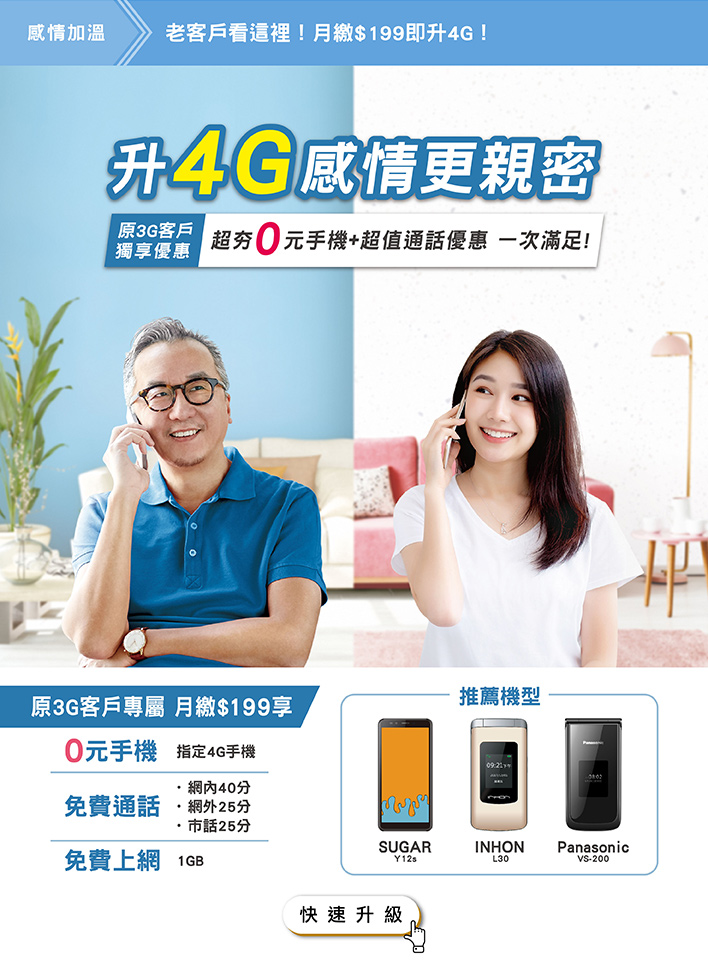 感情加溫
老客戶看這裡！月繳$199即升4G！
升4G感情更親密
原3G客戶
獨享優惠
超夯0元手機+超值通話優惠 一次滿足!
原3G客戶專屬 月繳$199享
0元手機 指定4G手機
免費通話
・網內40分
・網外25分
・市話25分
免費上網 1GB
推薦機型
09:21
INHON
Panasonic
SUGAR
Y12s
INHON
L30
Panasonic
VS-200
快速升級